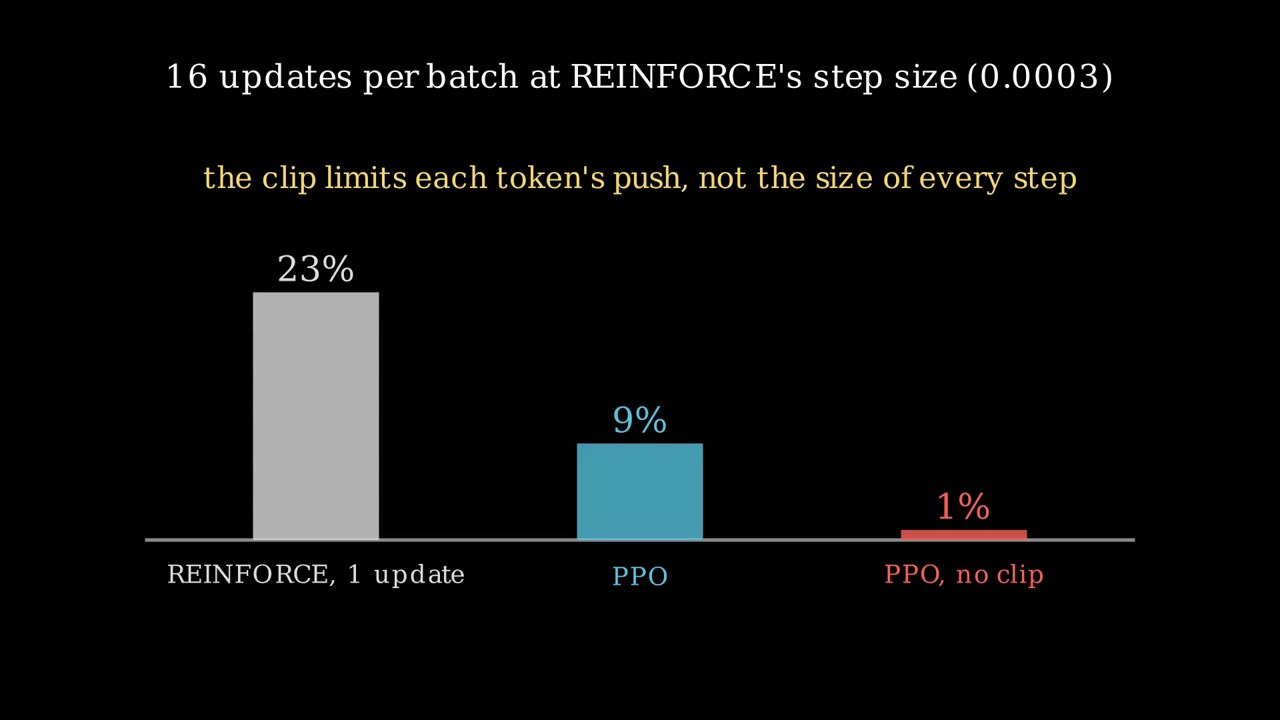 16 updates per batch at REINFORCE's step size (0.0003)
the clip limits each token's push, not the size of every step
23%
9%
1%
REINFORCE, 1 update
PPO
PPO, no clip